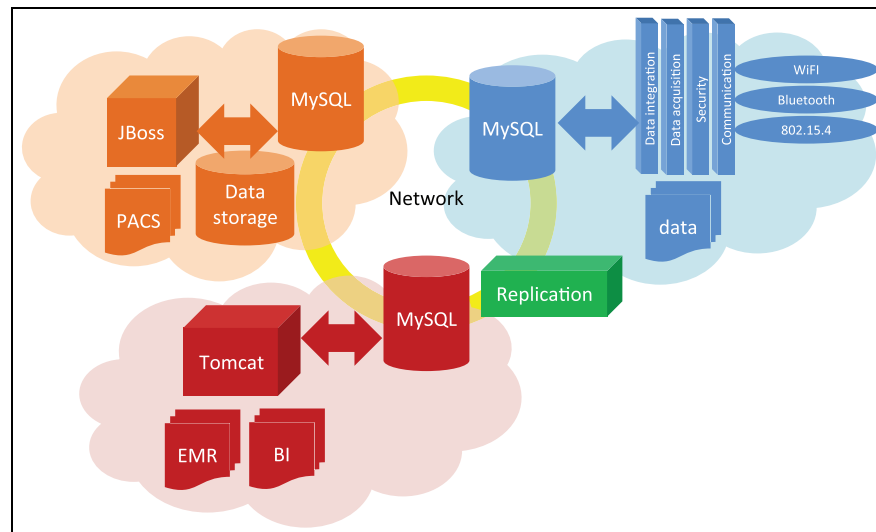 JBoss
MySQL
Data
storage
PACS
MySQL
Data integration
Data acquisition
Security
Communication
WiFI
Bluetooth
802.15.4
data
Network
Replication
MySQL
Tomcat
EMR
BI